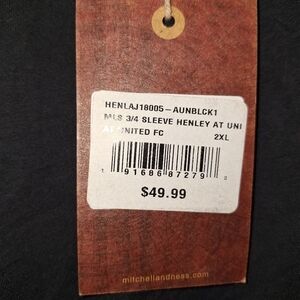 HENLAJ18005-AUNBLCK1
MLS 3/4 SLEEVE HENLEY AT UNI
AT UNITED FC 2XL
1 91686 87279 2
$49.99
mitchellandness.com